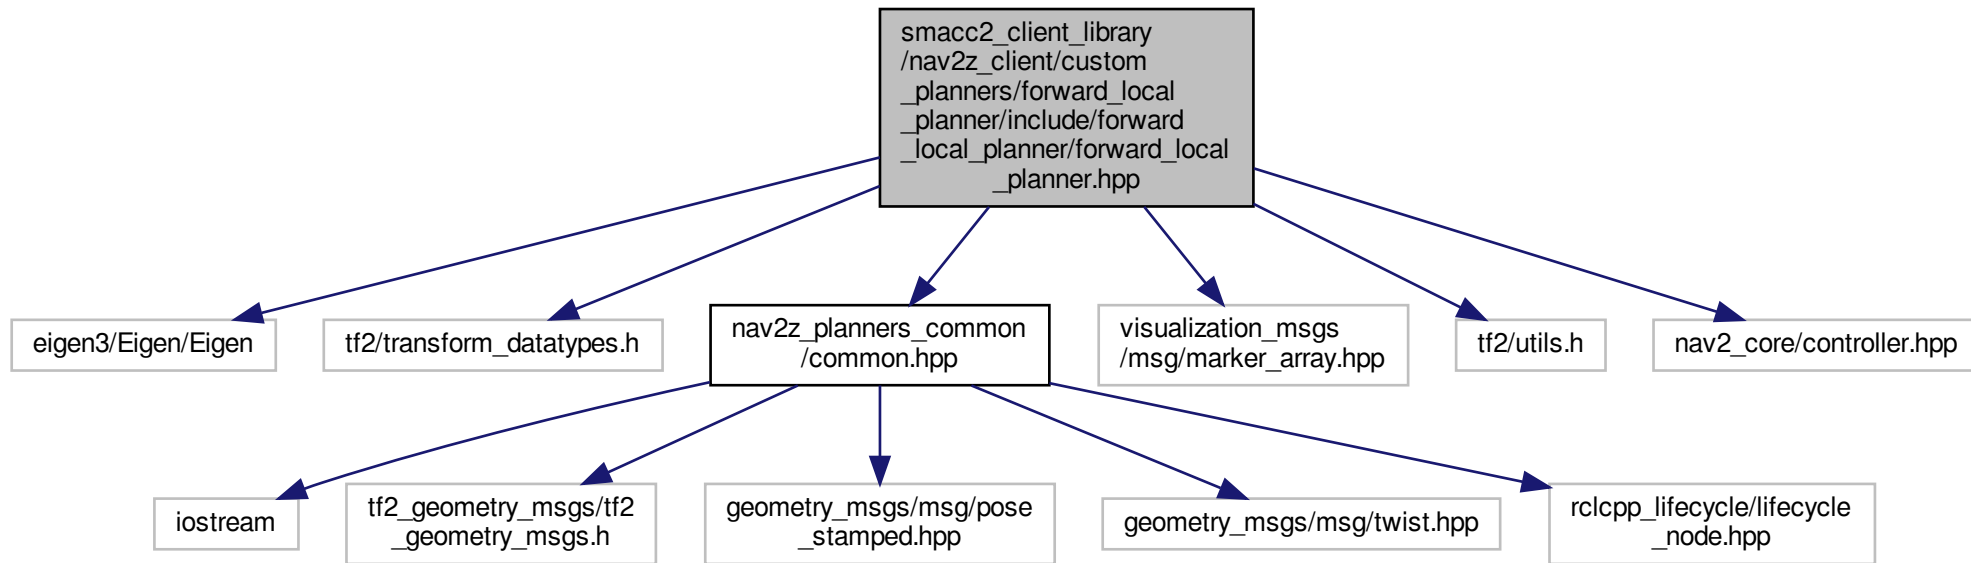 smacc2_client_library
/nav2z_client/custom
_planners/forward_local
_planner/include/forward
_local_planner/forward_local
_planner.hpp
eigen3/Eigen/Eigen
tf2/transform_datatypes.h
nav2z_planners_common
/common.hpp
visualization_msgs
/msg/marker_array.hpp
tf2/utils.h
nav2_core/controller.hpp
iostream
tf2_geometry_msgs/tf2
_geometry_msgs.h
geometry_msgs/msg/pose
_stamped.hpp
geometry_msgs/msg/twist.hpp
rclcpp_lifecycle/lifecycle
_node.hpp